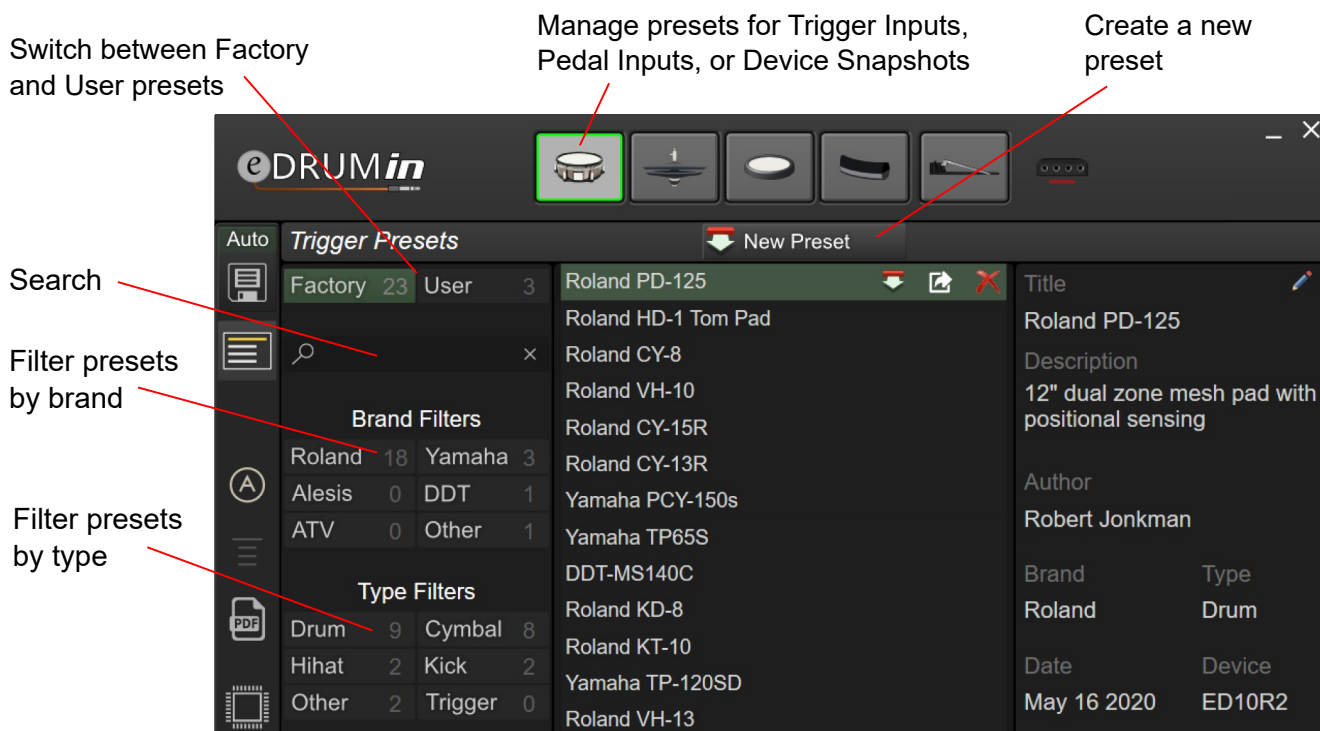 Manage presets for Trigger Inputs,
Pedal Inputs, or Device Snapshots
Create a new
preset
Switch between Factory
and User presets
eDRUMin
Auto
Trigger Presets
New Preset
Search
Factory 23 User 3
Filter presets
by brand
Brand Filters
Roland 18 Yamaha 3
Alesis 0 DDT 1
ATV 0 Other 1
Filter presets
by type
Type Filters
Drum 9 Cymbal 8
Hihat 2 Kick 2
Other 2 Trigger 0
A
PDF
Roland PD-125
Roland HD-1 Tom Pad
Roland CY-8
Roland VH-10
Roland CY-15R
Roland CY-13R
Yamaha PCY-150s
Yamaha TP65S
DDT-MS140C
Roland KD-8
Roland KT-10
Yamaha TP-120SD
Roland VH-13
Title
Roland PD-125
Description
12" dual zone mesh pad with
positional sensing
Author
Robert Jonkman
Brand Type
Roland Drum
Date Device
May 16 2020 ED10R2